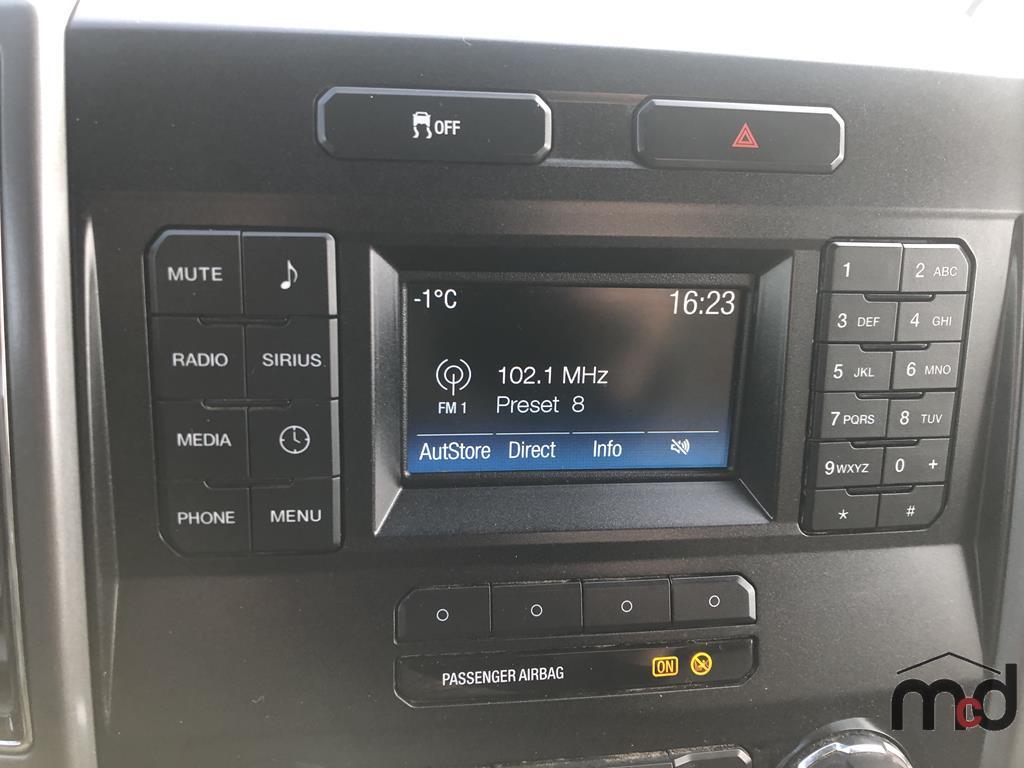 OFF
MUTE
RADIO SIRIUS
MEDIA
PHONE MENU
-1°C 16:23
102.1 MHz
FM 1 Preset 8
AutStore Direct Info
1 2 ABC
3 DEF 4 GHI
5 JKL 6 MNO
7 PQRS 8 TUV
9 WXYZ 0 +
* #
PASSENGER AIRBAG ON
mcd